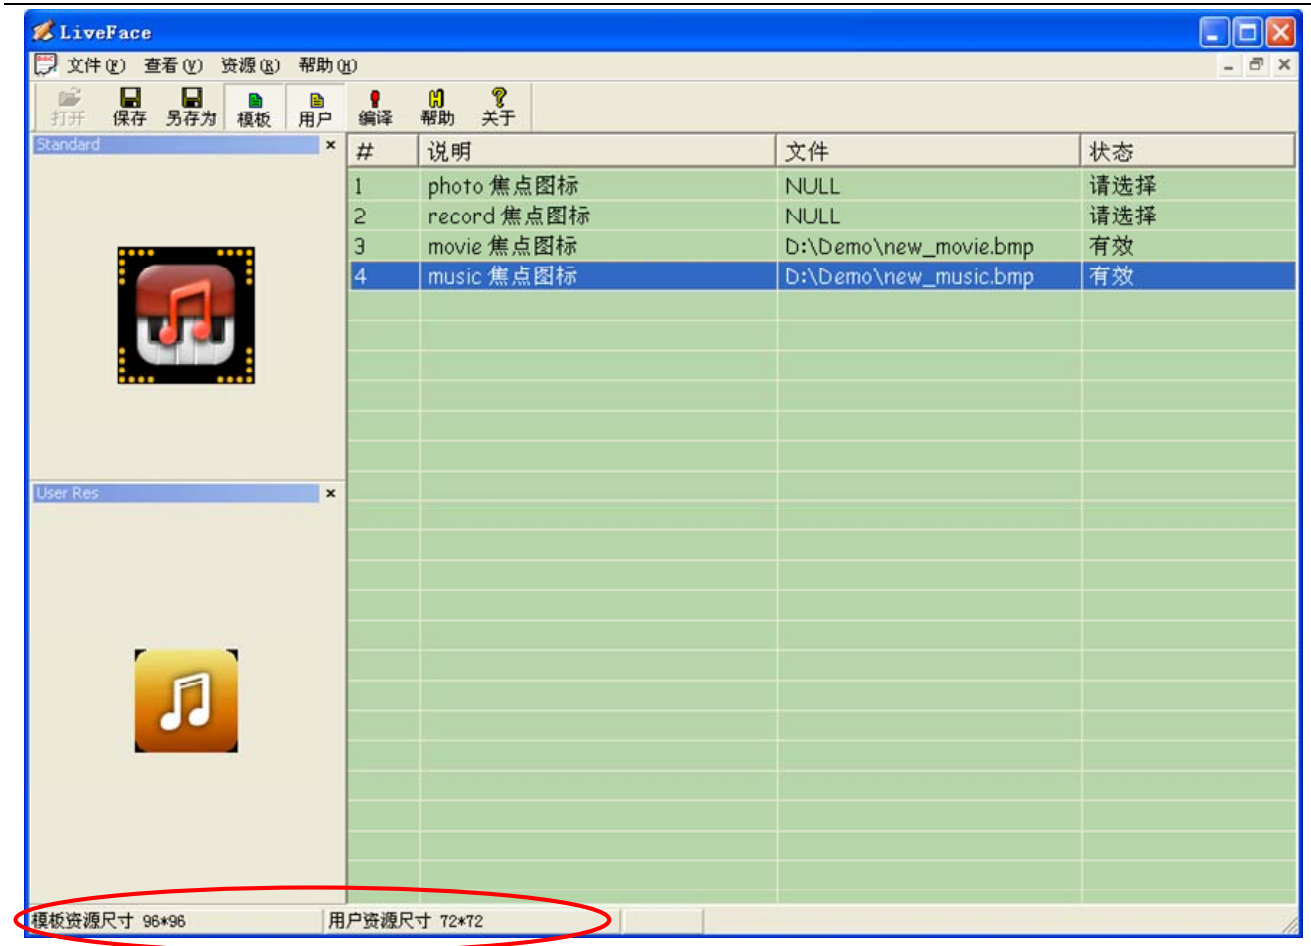 LiveFace
文件(F) 查看(V) 资源(R) 帮助(H)
打开 保存 另存为 模板 用户 编译 帮助 关于
Standard
# 说明 文件 状态
1 photo 焦点图标 NULL 请选择
2 record 焦点图标 NULL 请选择
3 movie 焦点图标 D:\Demo\new_movie.bmp 有效
4 music 焦点图标 D:\Demo\new_music.bmp 有效
User Res
模板资源尺寸 96*96 用户资源尺寸 72*72